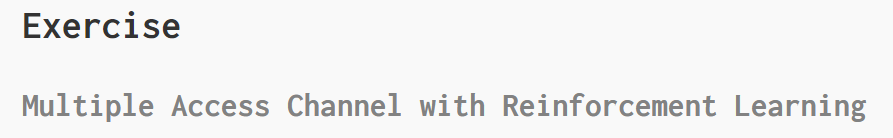 Exercise
Multiple Access Channel with Reinforcement Learning